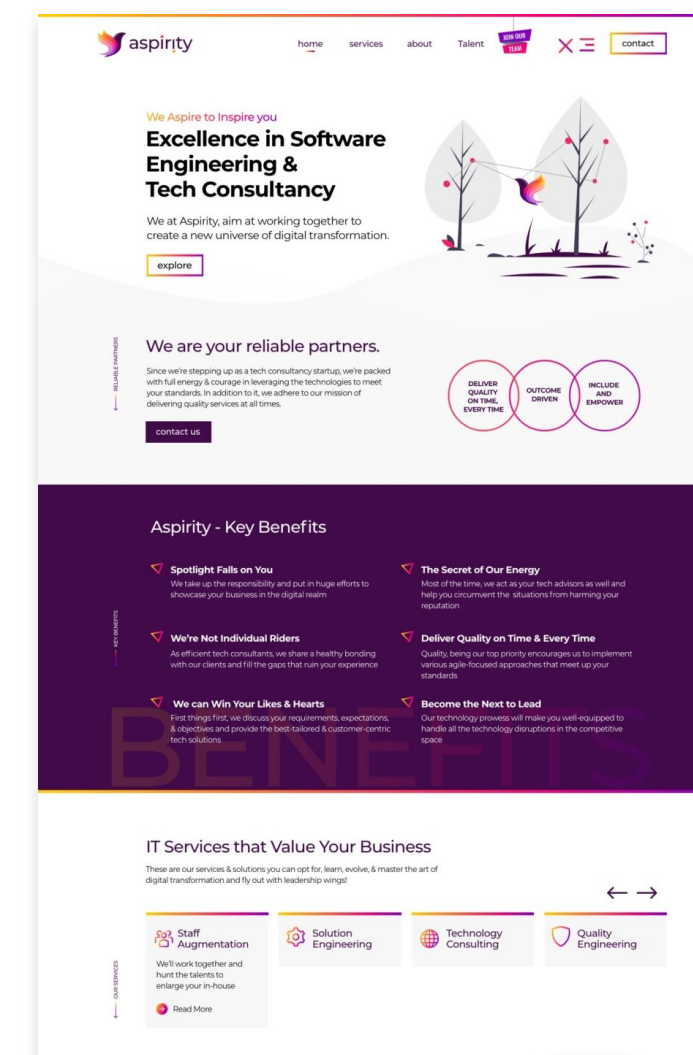 aspirity
home services about Talent JOIN OUR TEAM contact
We Aspire to Inspire you
Excellence in Software
Engineering &
Tech Consultancy
We at Aspirity, aim at working together to
create a new universe of digital transformation.
explore
RELIABLE PARTNERS
We are your reliable partners.
Since we're stepping up as a tech consultancy startup, we're packed
with full energy & courage in leveraging the technologies to meet
your standards. In addition to it, we adhere to our mission of
delivering quality services at all times.
contact us
DELIVER
QUALITY
ON TIME,
EVERY TIME
OUTCOME
DRIVEN
INCLUDE
AND
EMPOWER
Aspirity - Key Benefits
KEY BENEFITS
Spotlight Falls on You
We take up the responsibility and put in huge efforts to
showcase your business in the digital realm
The Secret of Our Energy
Most of the time, we act as your tech advisors as well and
help you circumvent the situations from harming your
reputation
We're Not Individual Riders
As efficient tech consultants, we share a healthy bonding
with our clients and fill the gaps that ruin your experience
Deliver Quality on Time & Every Time
Quality, being our top priority encourages us to implement
various agile-focused approaches that meet up your
standards
We can Win Your Likes & Hearts
First things first, we discuss your requirements, expectations,
& objectives and provide the best-tailored & customer-centric
tech solutions
Become the Next to Lead
Our technology prowess will make you well-equipped to
handle all the technology disruptions in the competitive
space
BENEFITS
IT Services that Value Your Business
These are our services & solutions you can opt for, learn, evolve, & master the art of
digital transformation and fly out with leadership wings!
OUR SERVICES
Staff
Augmentation
We'll work together and
hunt the talents to
enlarge your in-house
Read More
Solution
Engineering
Technology
Consulting
Quality
Engineering